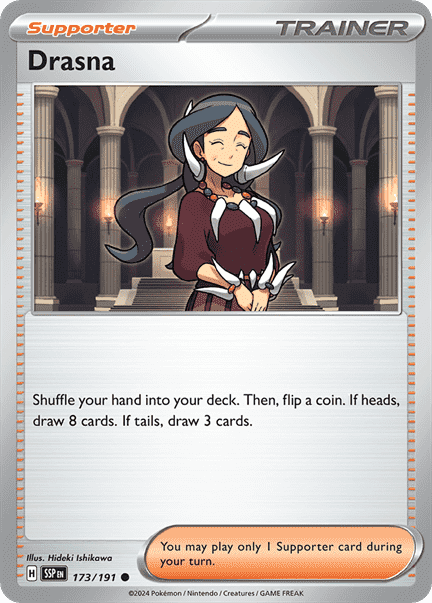 Supporter TRAINER
Drasna
Shuffle your hand into your deck. Then, flip a coin. If heads,
draw 8 cards. If tails, draw 3 cards.
Illus. Hideki Ishikawa
You may play only 1 Supporter card during
your turn.
H SSP EN 173/191
©2024 Pokémon / Nintendo / Creatures / GAME FREAK